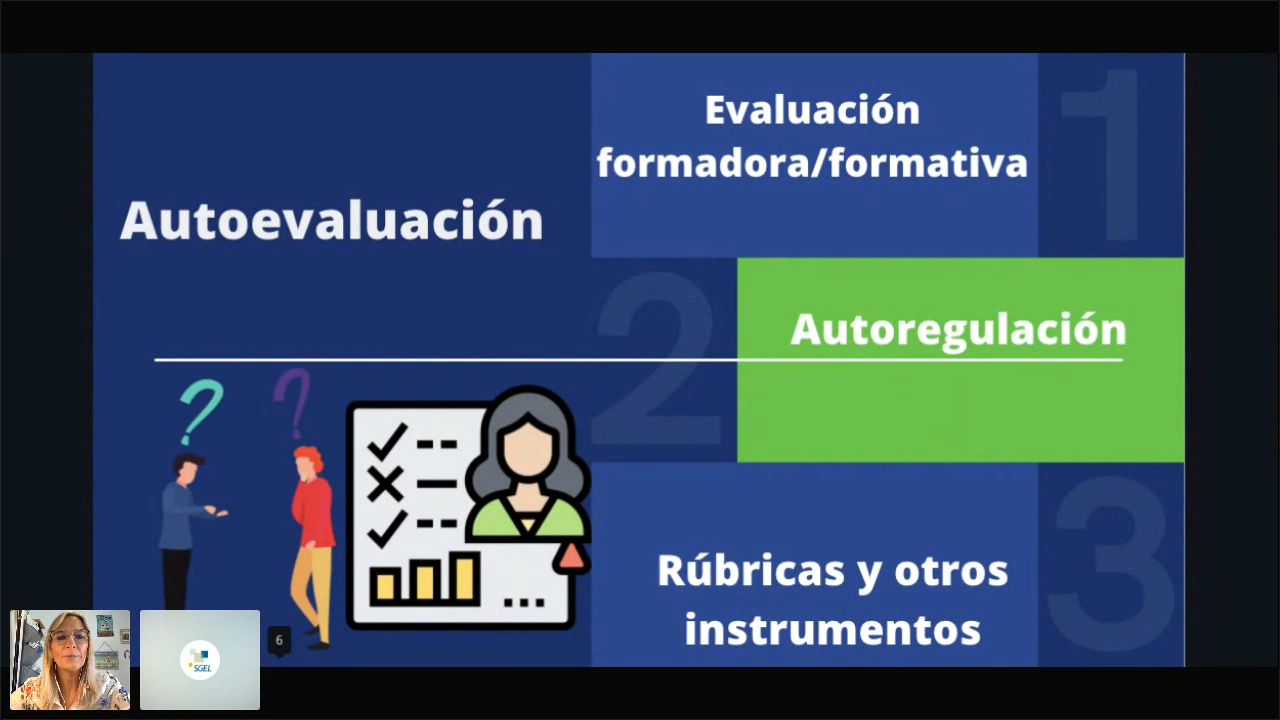 Autoevaluación
Evaluación
formadora/formativa
1
2
Autoregulación
Rúbricas y otros
instrumentos
3
? ?
...
6
SGEL